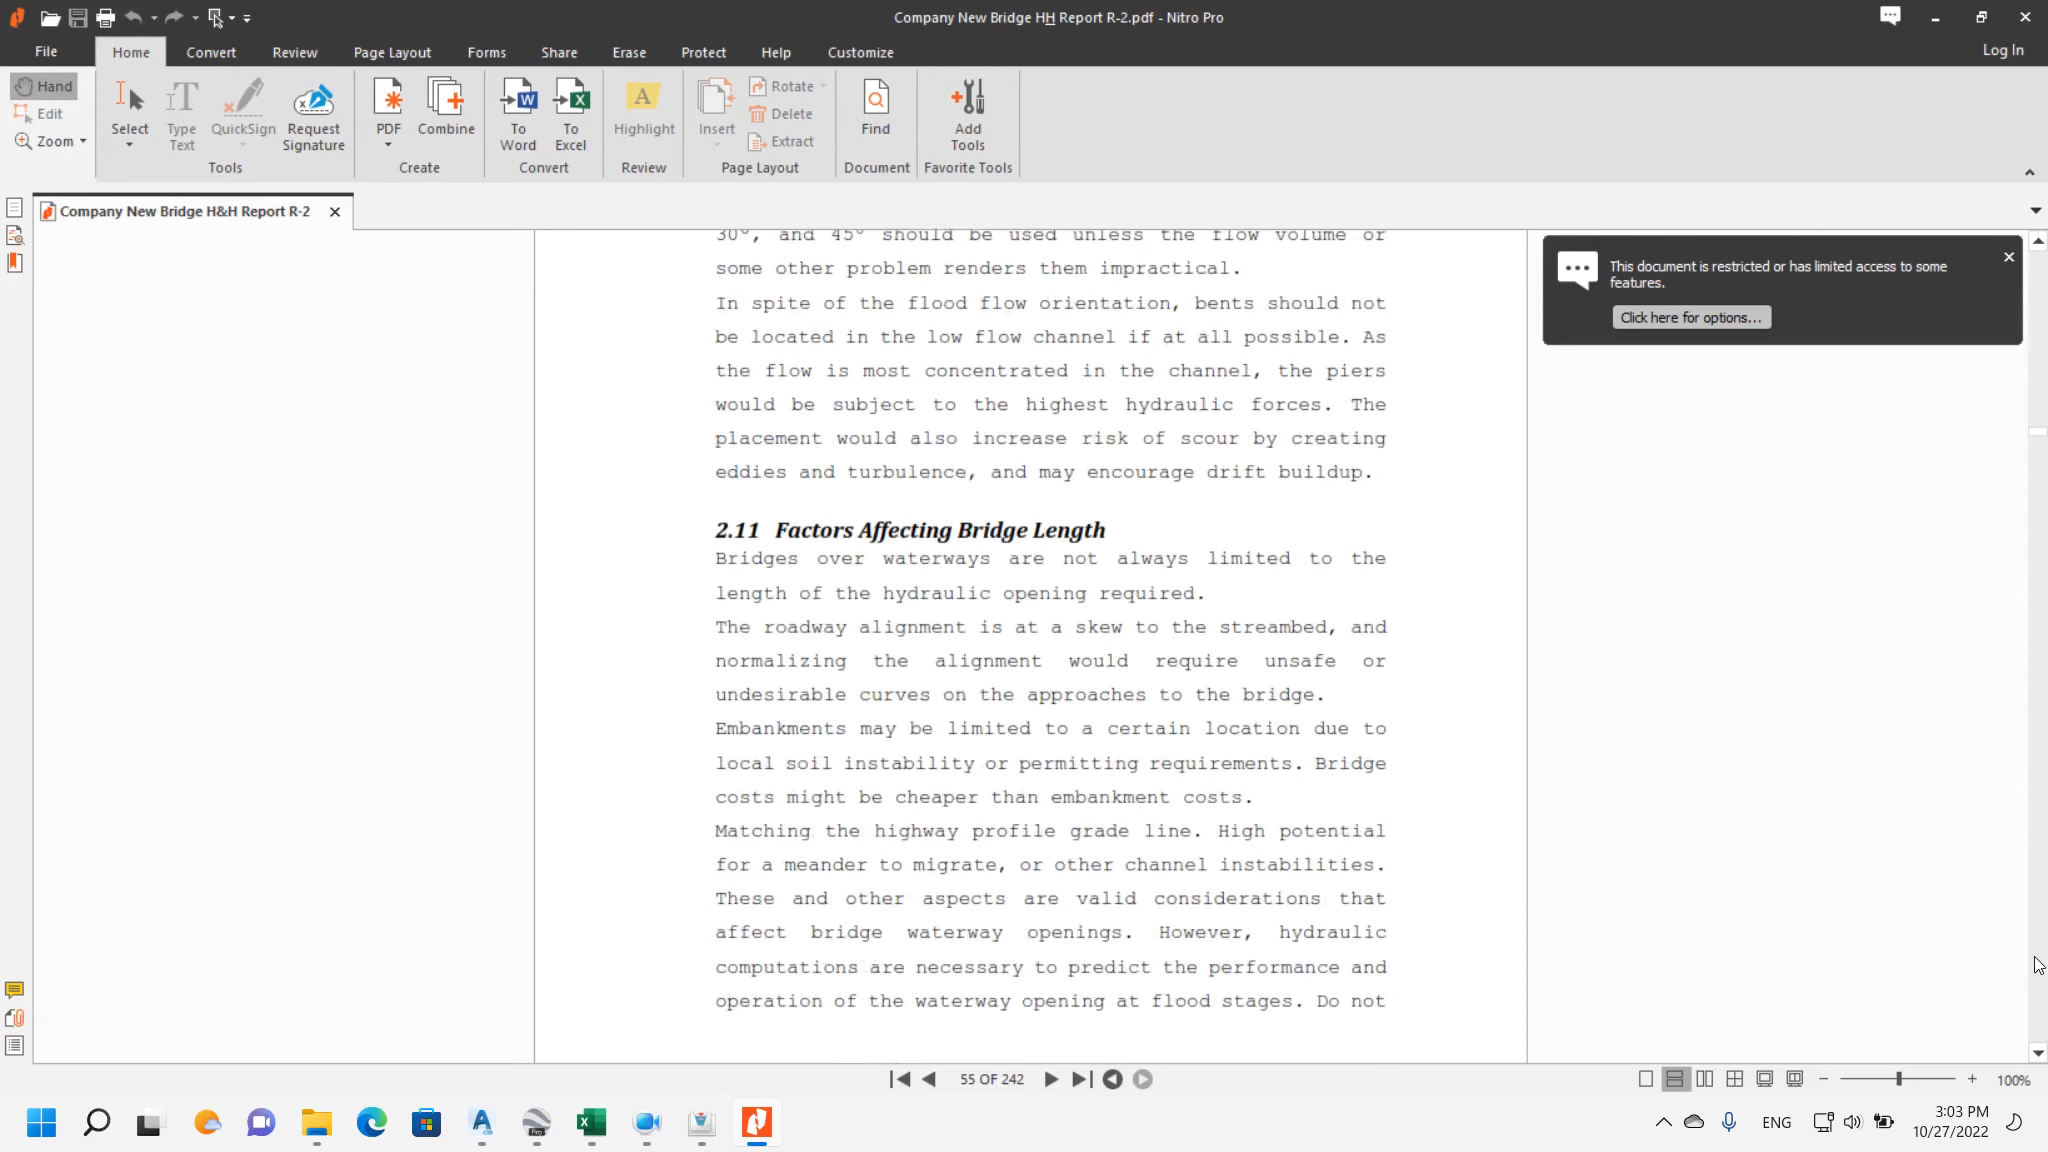 Company New Bridge HH Report R-2.pdf - Nitro Pro
File
Home
Convert
Review
Page Layout
Forms
Share
Erase
Protect
Help
Customize
Log In
Hand
Edit
Zoom
Select
Type Text
QuickSign
Request Signature
Tools
PDF
Combine
Create
To Word
To Excel
Convert
Highlight
Review
Insert
Rotate
Delete
Extract
Page Layout
Find
Document
Add Tools
Favorite Tools
Company New Bridge H&H Report R-2
30°, and 45° should be used unless the flow volume or
some other problem renders them impractical.
In spite of the flood flow orientation, bents should not
be located in the low flow channel if at all possible. As
the flow is most concentrated in the channel, the piers
would be subject to the highest hydraulic forces. The
placement would also increase risk of scour by creating
eddies and turbulence, and may encourage drift buildup.
2.11 Factors Affecting Bridge Length
Bridges over waterways are not always limited to the
length of the hydraulic opening required.
The roadway alignment is at a skew to the streambed, and
normalizing the alignment would require unsafe or
undesirable curves on the approaches to the bridge.
Embankments may be limited to a certain location due to
local soil instability or permitting requirements. Bridge
costs might be cheaper than embankment costs.
Matching the highway profile grade line. High potential
for a meander to migrate, or other channel instabilities.
These and other aspects are valid considerations that
affect bridge waterway openings. However, hydraulic
computations are necessary to predict the performance and
operation of the waterway opening at flood stages. Do not
This document is restricted or has limited access to some
features.
Click here for options...
55 OF 242
100%
ENG
3:03 PM
10/27/2022